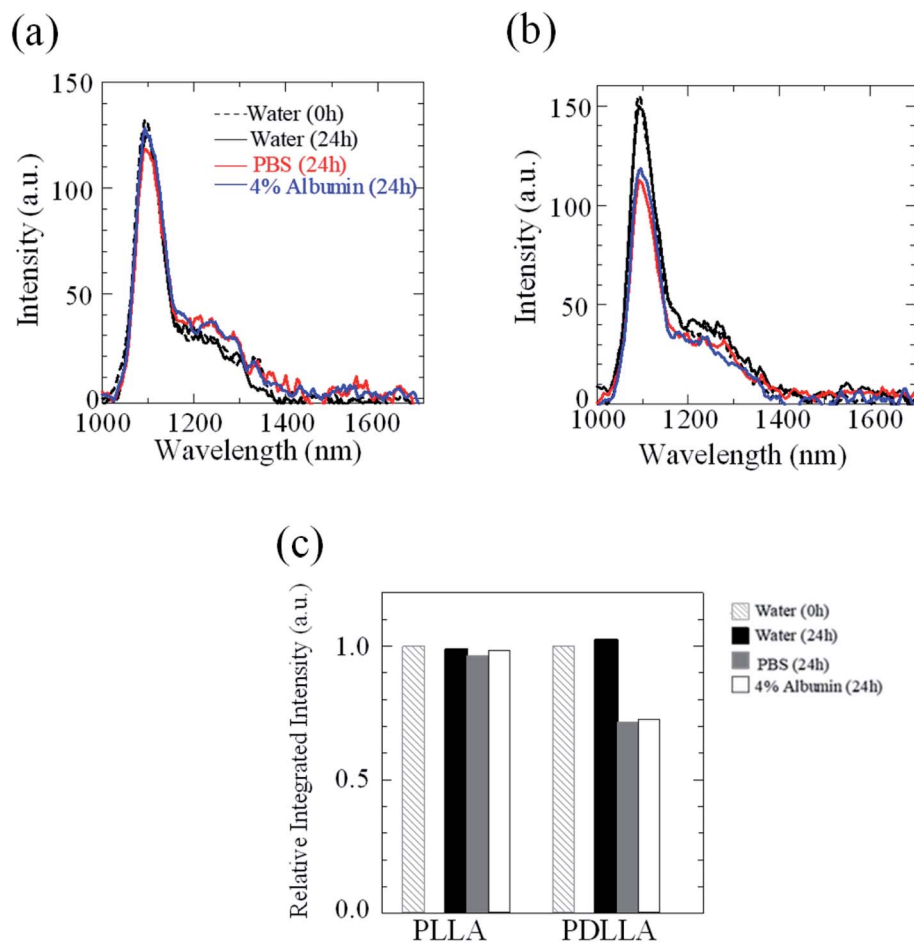 (a)
150
100
50
0
Intensity (a.u.)
1000 1200 1400 1600
Wavelength (nm)
Water (0h)
Water (24h)
PBS (24h)
4% Albumin (24h)
(b)
150
100
50
0
Intensity (a.u.)
1000 1200 1400 1600
Wavelength (nm)
(c)
Relative Integrated Intensity (a.u.)
1.0
0.5
0.0
PLLA PDLLA
Water (0h)
Water (24h)
PBS (24h)
4% Albumin (24h)